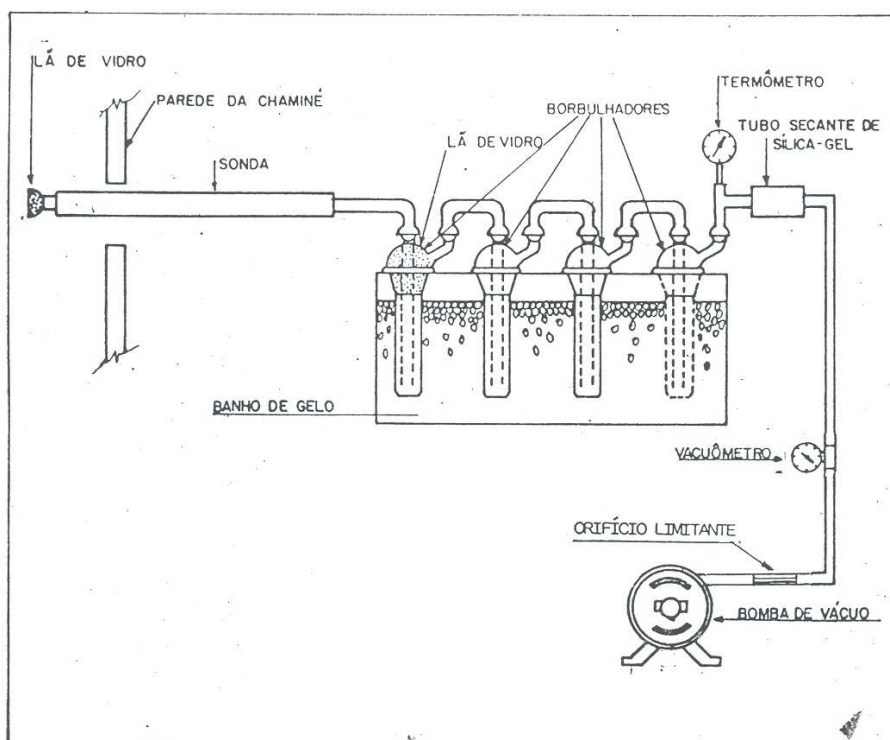 LÃ DE VIDRO
PAREDE DA CHAMINÉ
SONDA
LÃ DE VIDRO
BORBULHADORES
TERMÔMETRO
TUBO SECANTE DE
SÍLICA-GEL
BANHO DE GELO
VACUÔMETRO
ORIFÍCIO LIMITANTE
BOMBA DE VÁCUO